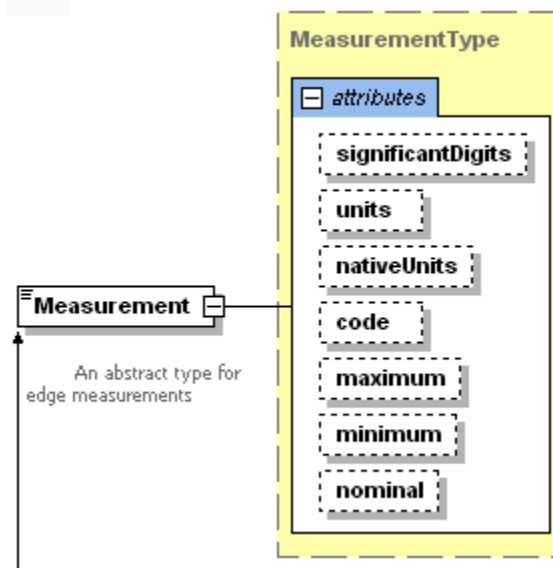 MeasurementType
attributes
significantDigits
units
nativeUnits
Measurement
code
An abstract type for
edge measurements
maximum
minimum
nominal